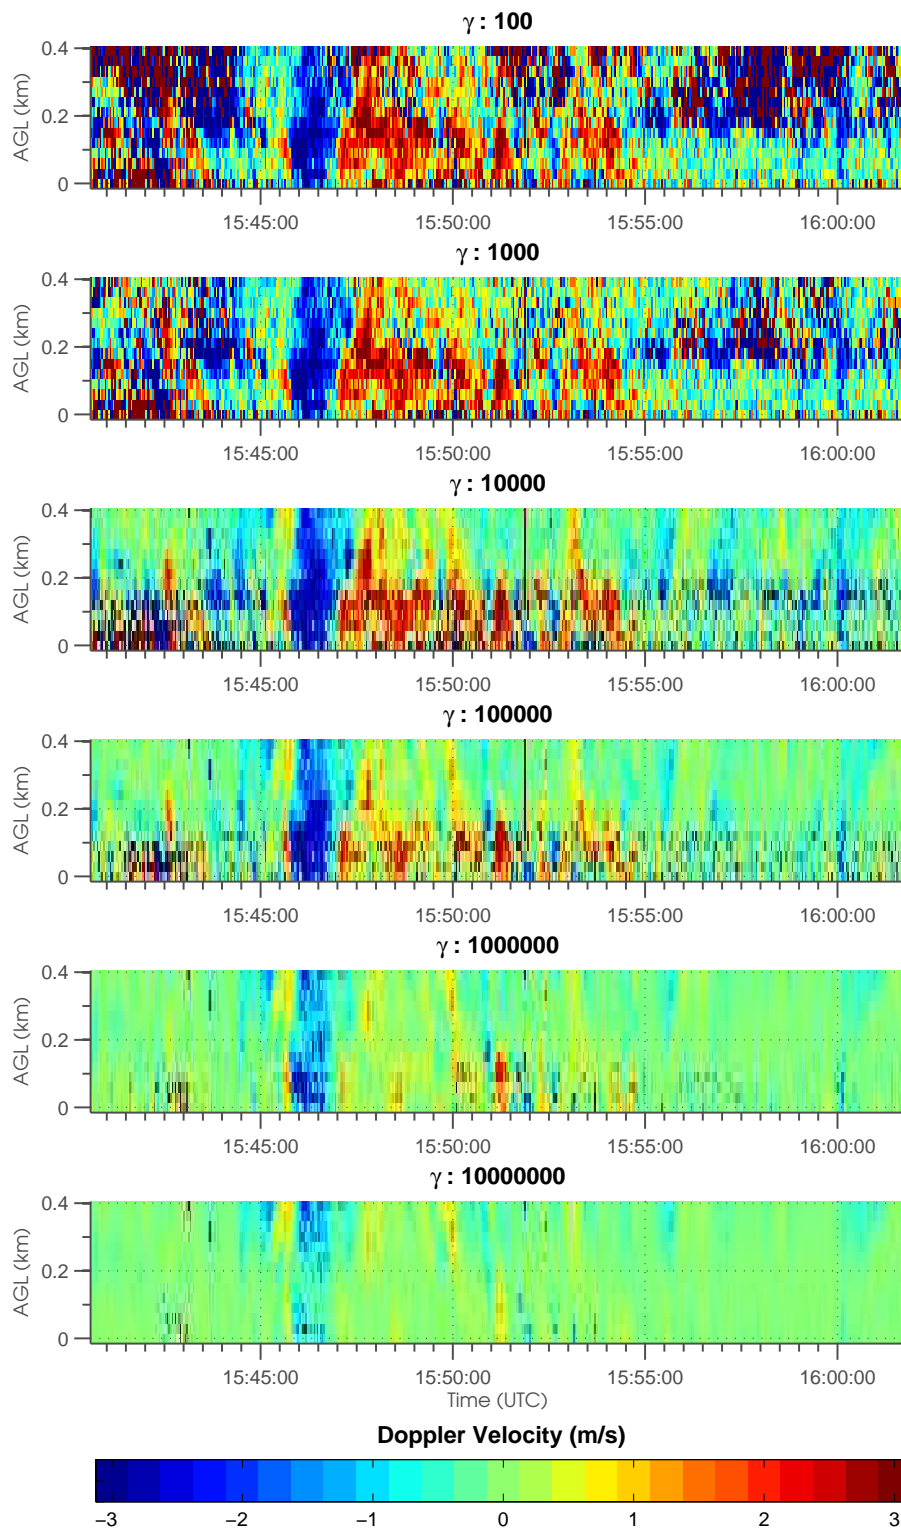 γ : 100
0.4
0.2
0
AGL (km)
15:45:00 15:50:00 15:55:00 16:00:00
γ : 1000
0.4
0.2
0
AGL (km)
15:45:00 15:50:00 15:55:00 16:00:00
γ : 10000
0.4
0.2
0
AGL (km)
15:45:00 15:50:00 15:55:00 16:00:00
γ : 100000
0.4
0.2
0
AGL (km)
15:45:00 15:50:00 15:55:00 16:00:00
γ : 1000000
0.4
0.2
0
AGL (km)
15:45:00 15:50:00 15:55:00 16:00:00
γ : 10000000
0.4
0.2
0
AGL (km)
15:45:00 15:50:00 15:55:00 16:00:00
Time (UTC)
Doppler Velocity (m/s)
−3 −2 −1 0 1 2 3